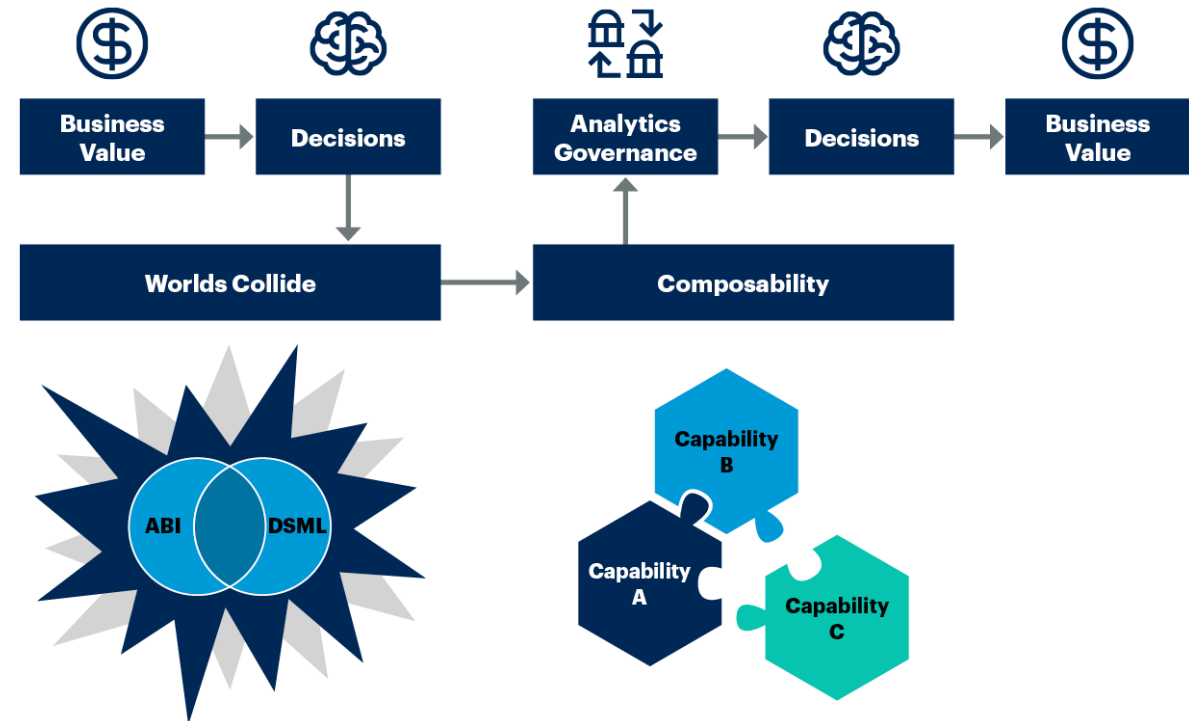 Business
Value
Decisions
Analytics
Governance
Decisions
Business
Value
Worlds Collide
Composability
ABI
DSML
Capability
B
Capability
A
Capability
C